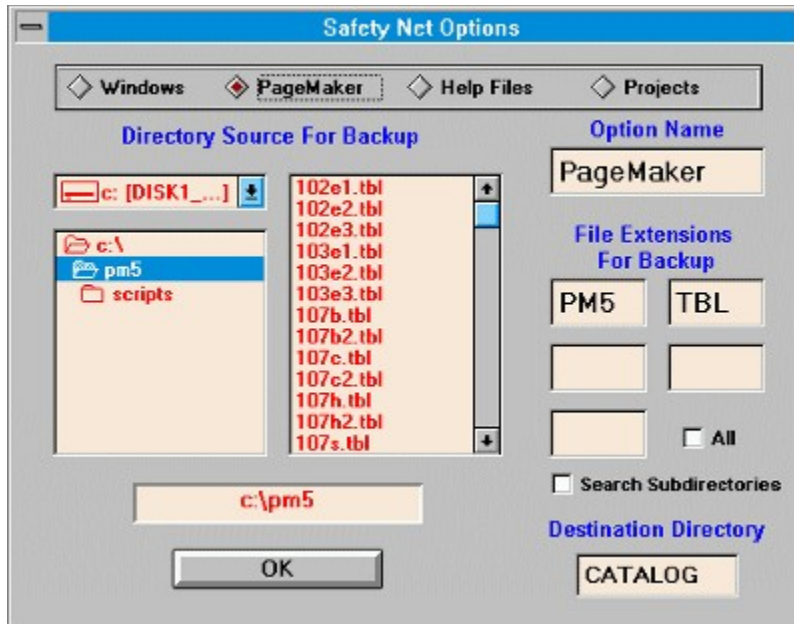 Safety Net Options
Windows PageMaker Help Files Projects
Directory Source For Backup
c: [DISK1_...]
c:\
pm5
scripts
102e1.tbl
102e2.tbl
102e3.tbl
103e1.tbl
103e2.tbl
103e3.tbl
107b.tbl
107b2.tbl
107c.tbl
107c2.tbl
107h.tbl
107h2.tbl
107s.tbl
c:\pm5
OK
Option Name
PageMaker
File Extensions
For Backup
PM5 TBL
All
Search Subdirectories
Destination Directory
CATALOG